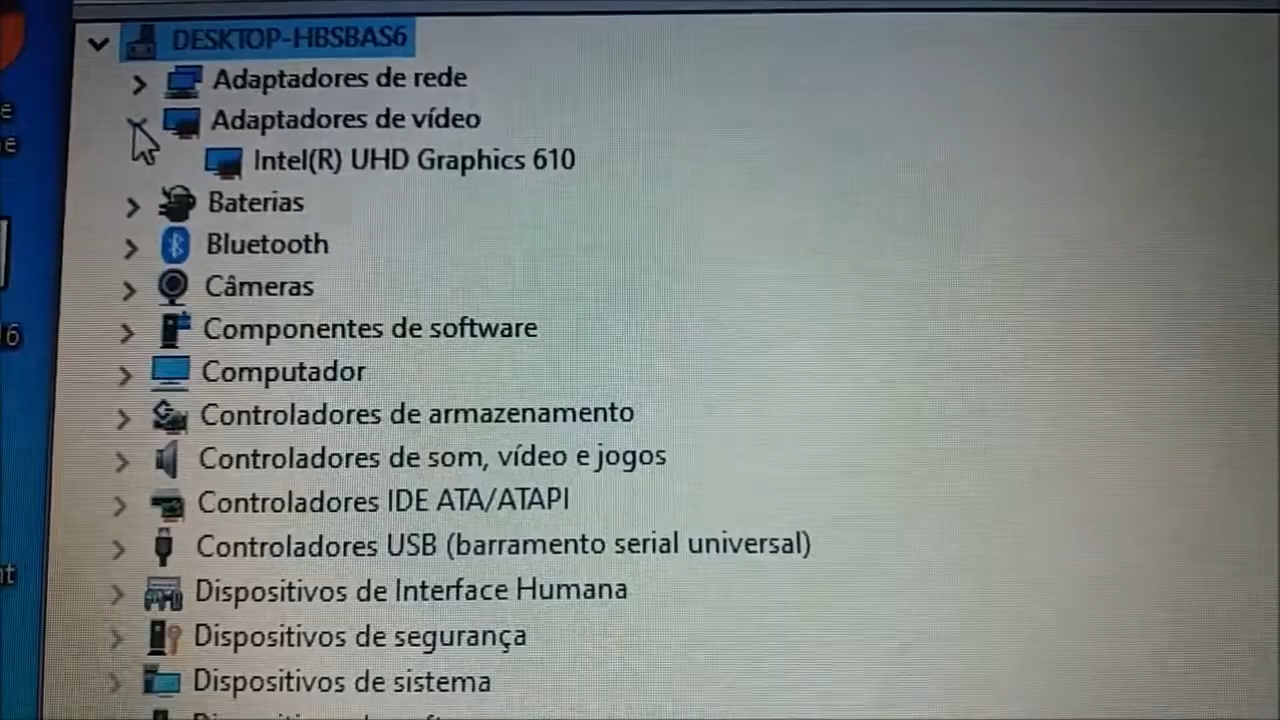 DESKTOP-HBSBAS6
Adaptadores de rede
Adaptadores de vídeo
Intel(R) UHD Graphics 610
Baterias
Bluetooth
Câmeras
Componentes de software
Computador
Controladores de armazenamento
Controladores de som, vídeo e jogos
Controladores IDE ATA/ATAPI
Controladores USB (barramento serial universal)
Dispositivos de Interface Humana
Dispositivos de segurança
Dispositivos de sistema